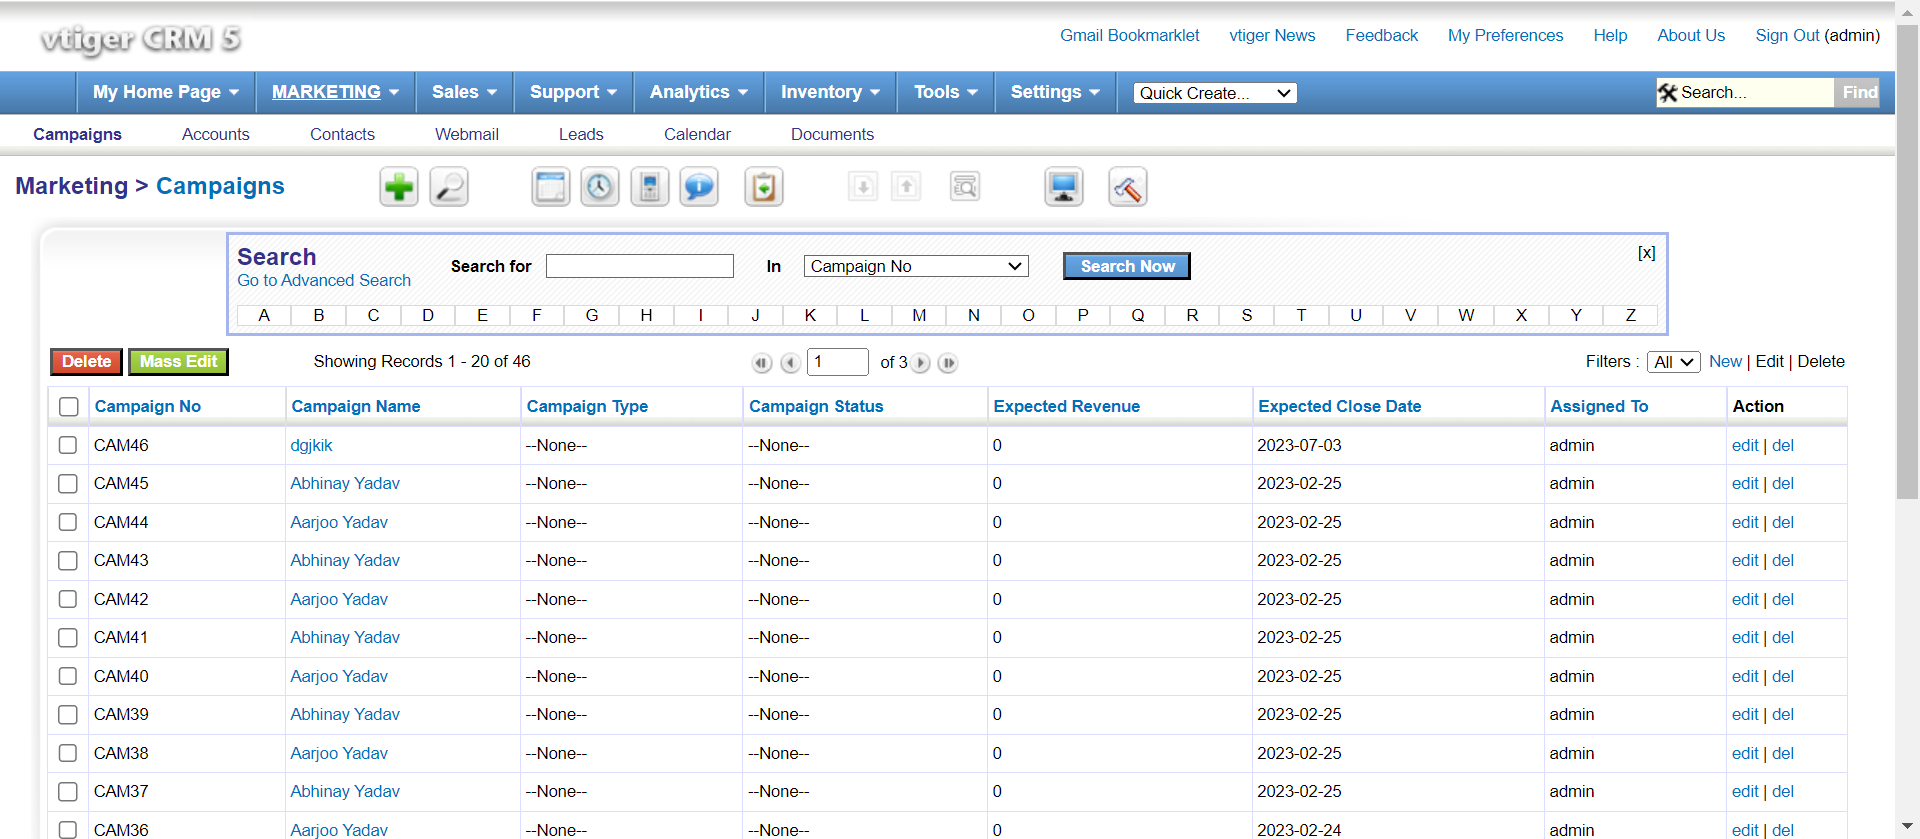 vtiger CRM 5
Gmail Bookmarklet vtiger News Feedback My Preferences Help About Us Sign Out (admin)
My Home Page MARKETING Sales Support Analytics Inventory Tools Settings Quick Create... Search... Find
Campaigns Accounts Contacts Webmail Leads Calendar Documents
Marketing > Campaigns
Search
Go to Advanced Search
Search for In Campaign No Search Now [x]
A B C D E F G H I J K L M N O P Q R S T U V W X Y Z
Delete Mass Edit Showing Records 1 - 20 of 46 1 of 3 Filters : All New | Edit | Delete
Campaign No Campaign Name Campaign Type Campaign Status Expected Revenue Expected Close Date Assigned To Action
CAM46 dgjkik --None-- --None-- 0 2023-07-03 admin edit | del
CAM45 Abhinay Yadav --None-- --None-- 0 2023-02-25 admin edit | del
CAM44 Aarjoo Yadav --None-- --None-- 0 2023-02-25 admin edit | del
CAM43 Abhinay Yadav --None-- --None-- 0 2023-02-25 admin edit | del
CAM42 Aarjoo Yadav --None-- --None-- 0 2023-02-25 admin edit | del
CAM41 Abhinay Yadav --None-- --None-- 0 2023-02-25 admin edit | del
CAM40 Aarjoo Yadav --None-- --None-- 0 2023-02-25 admin edit | del
CAM39 Abhinay Yadav --None-- --None-- 0 2023-02-25 admin edit | del
CAM38 Aarjoo Yadav --None-- --None-- 0 2023-02-25 admin edit | del
CAM37 Abhinay Yadav --None-- --None-- 0 2023-02-25 admin edit | del
CAM36 Aarjoo Yadav --None-- --None-- 0 2023-02-24 admin edit | del